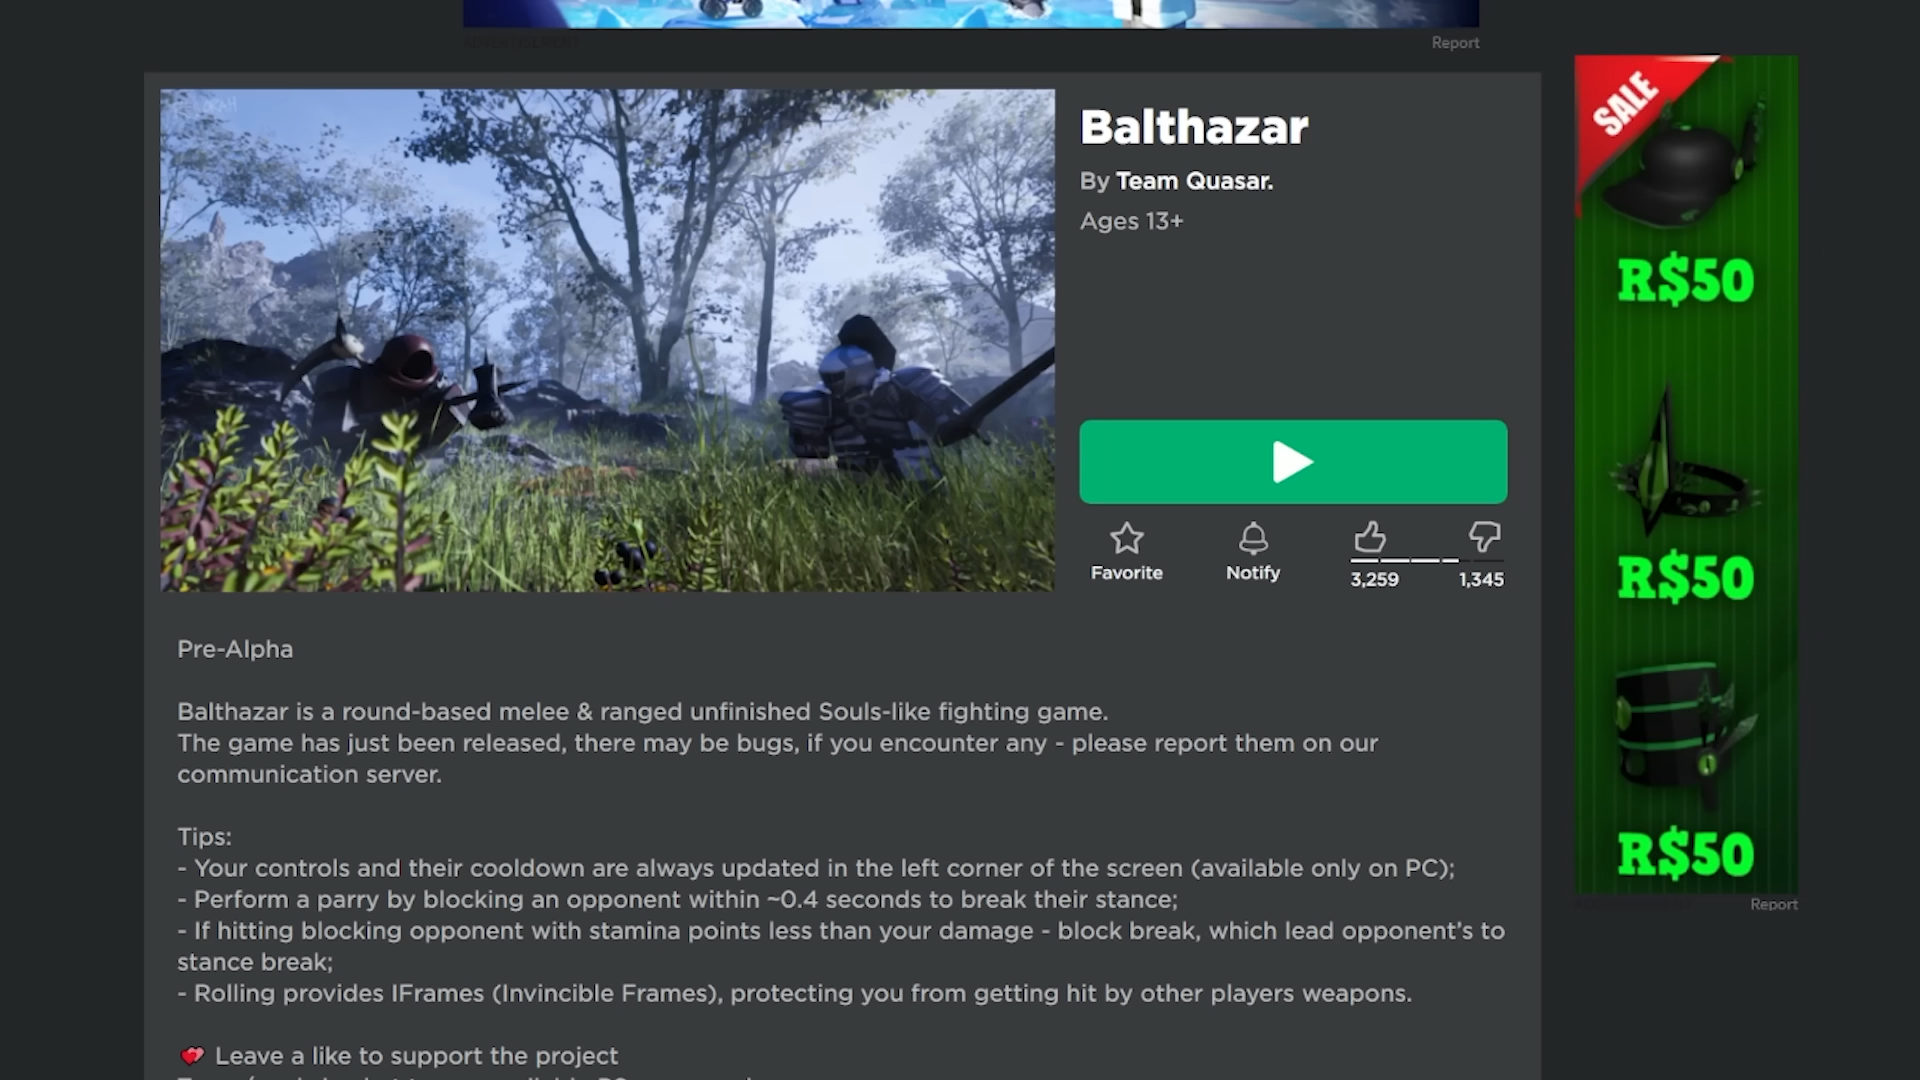 Report
Balthazar
By Team Quasar.
Ages 13+
Favorite
Notify
3,259
1,345
SALE
R$50
R$50
R$50
Report
Pre-Alpha
Balthazar is a round-based melee & ranged unfinished Souls-like fighting game.
The game has just been released, there may be bugs, if you encounter any - please report them on our
communication server.
Tips:
- Your controls and their cooldown are always updated in the left corner of the screen (available only on PC);
- Perform a parry by blocking an opponent within ~0.4 seconds to break their stance;
- If hitting blocking opponent with stamina points less than your damage - block break, which lead opponent's to
stance break;
- Rolling provides IFrames (Invincible Frames), protecting you from getting hit by other players weapons.
Leave a like to support the project